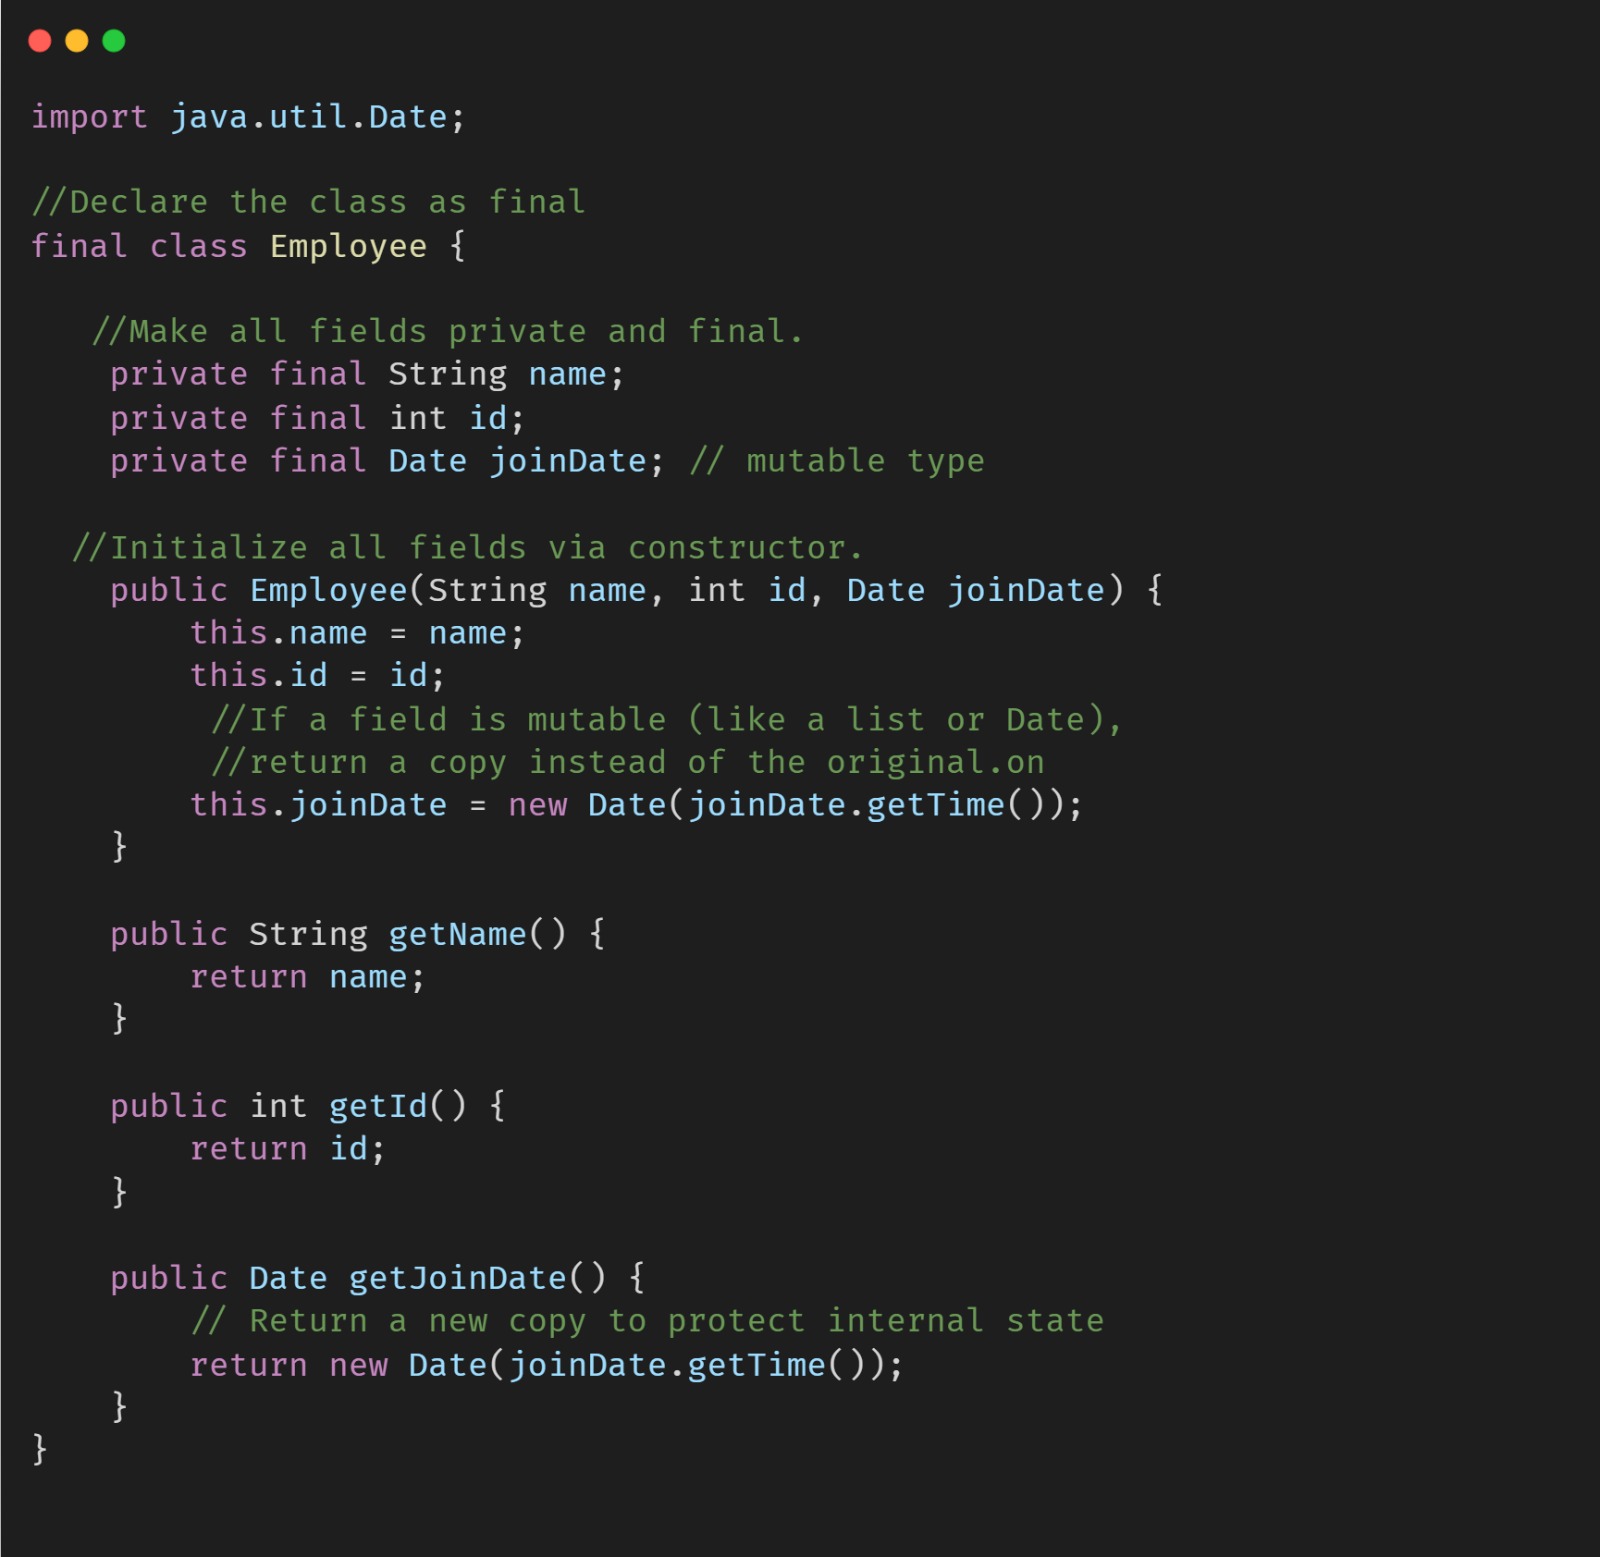 import java.util.Date;
//Declare the class as final
final class Employee {
//Make all fields private and final.
private final String name;
private final int id;
private final Date joinDate; // mutable type
//Initialize all fields via constructor.
public Employee(String name, int id, Date joinDate) {
this.name = name;
this.id = id;
//If a field is mutable (like a list or Date),
//return a copy instead of the original.on
this.joinDate = new Date(joinDate.getTime());
}
public String getName() {
return name;
}
public int getId() {
return id;
}
public Date getJoinDate() {
// Return a new copy to protect internal state
return new Date(joinDate.getTime());
}
}